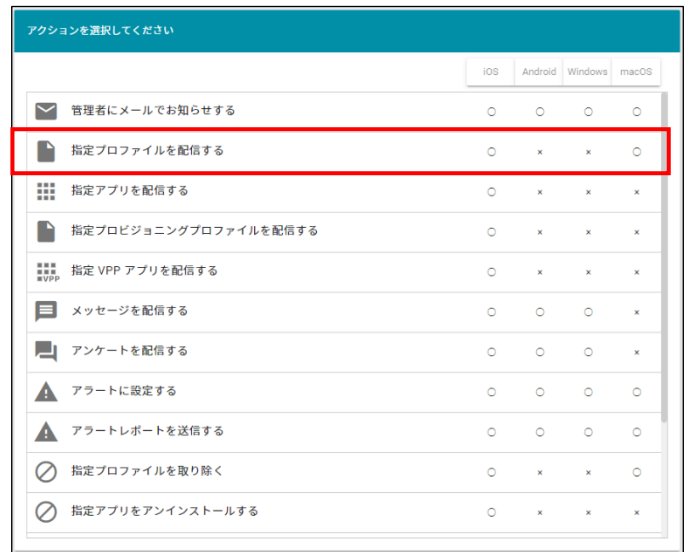 アクションを選択してください
iOS Android Windows macOS
管理者にメールでお知らせする ○ ○ ○ ○
指定プロファイルを配信する ○ × × ○
指定アプリを配信する ○ × × ×
指定プロビジョニングプロファイルを配信する ○ × × ×
VPP 指定 VPP アプリを配信する ○ × × ×
メッセージを配信する ○ ○ ○ ×
アンケートを配信する ○ ○ ○ ×
アラートに設定する ○ ○ ○ ○
アラートレポートを送信する ○ ○ ○ ○
指定プロファイルを取り除く ○ × × ○
指定アプリをアンインストールする ○ × × ×